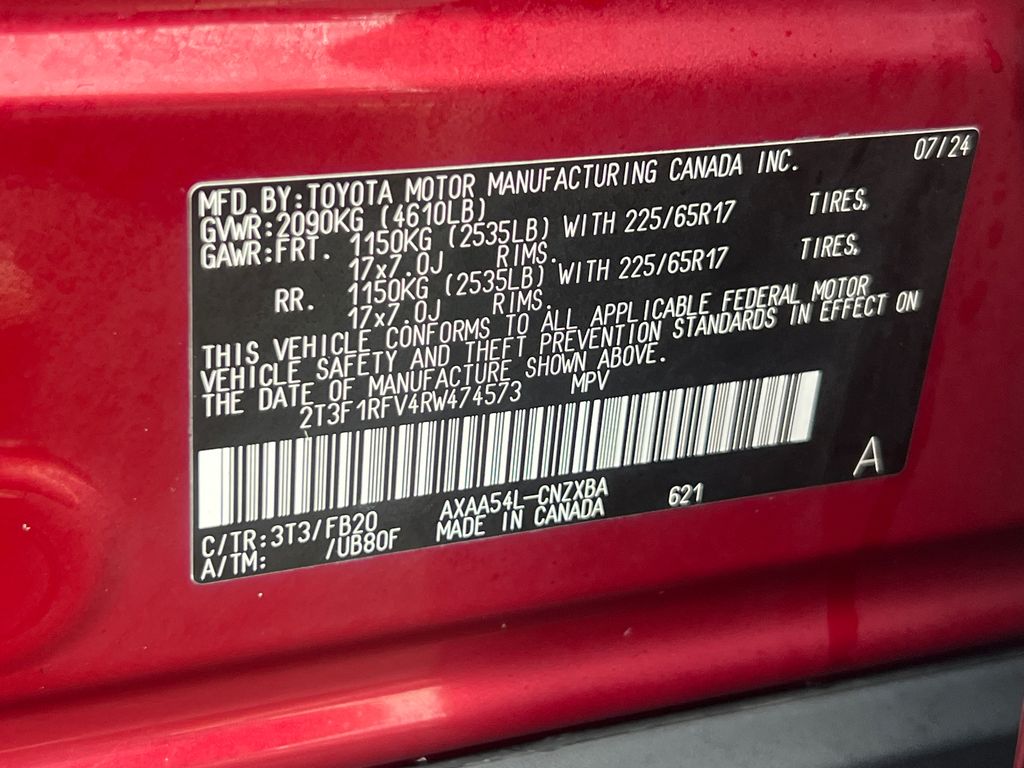 07/24
MFD. BY: TOYOTA MOTOR MANUFACTURING CANADA INC.
GVWR: 2090KG (4610LB)
GAWR: FRT. 1150KG (2535LB) WITH 225/65R17 TIRES,
17x7.0J RIMS.
RR. 1150KG (2535LB) WITH 225/65R17 TIRES,
17x7.0J RIMS.
THIS VEHICLE CONFORMS TO ALL APPLICABLE FEDERAL MOTOR
VEHICLE SAFETY AND THEFT PREVENTION STANDARDS IN EFFECT ON
THE DATE OF MANUFACTURE SHOWN ABOVE.
2T3F1RFV4RW474573 MPV
A
C/TR: 3T3/FB20 AXAA54L-CNZXBA 621
A/TM: /UB80F MADE IN CANADA